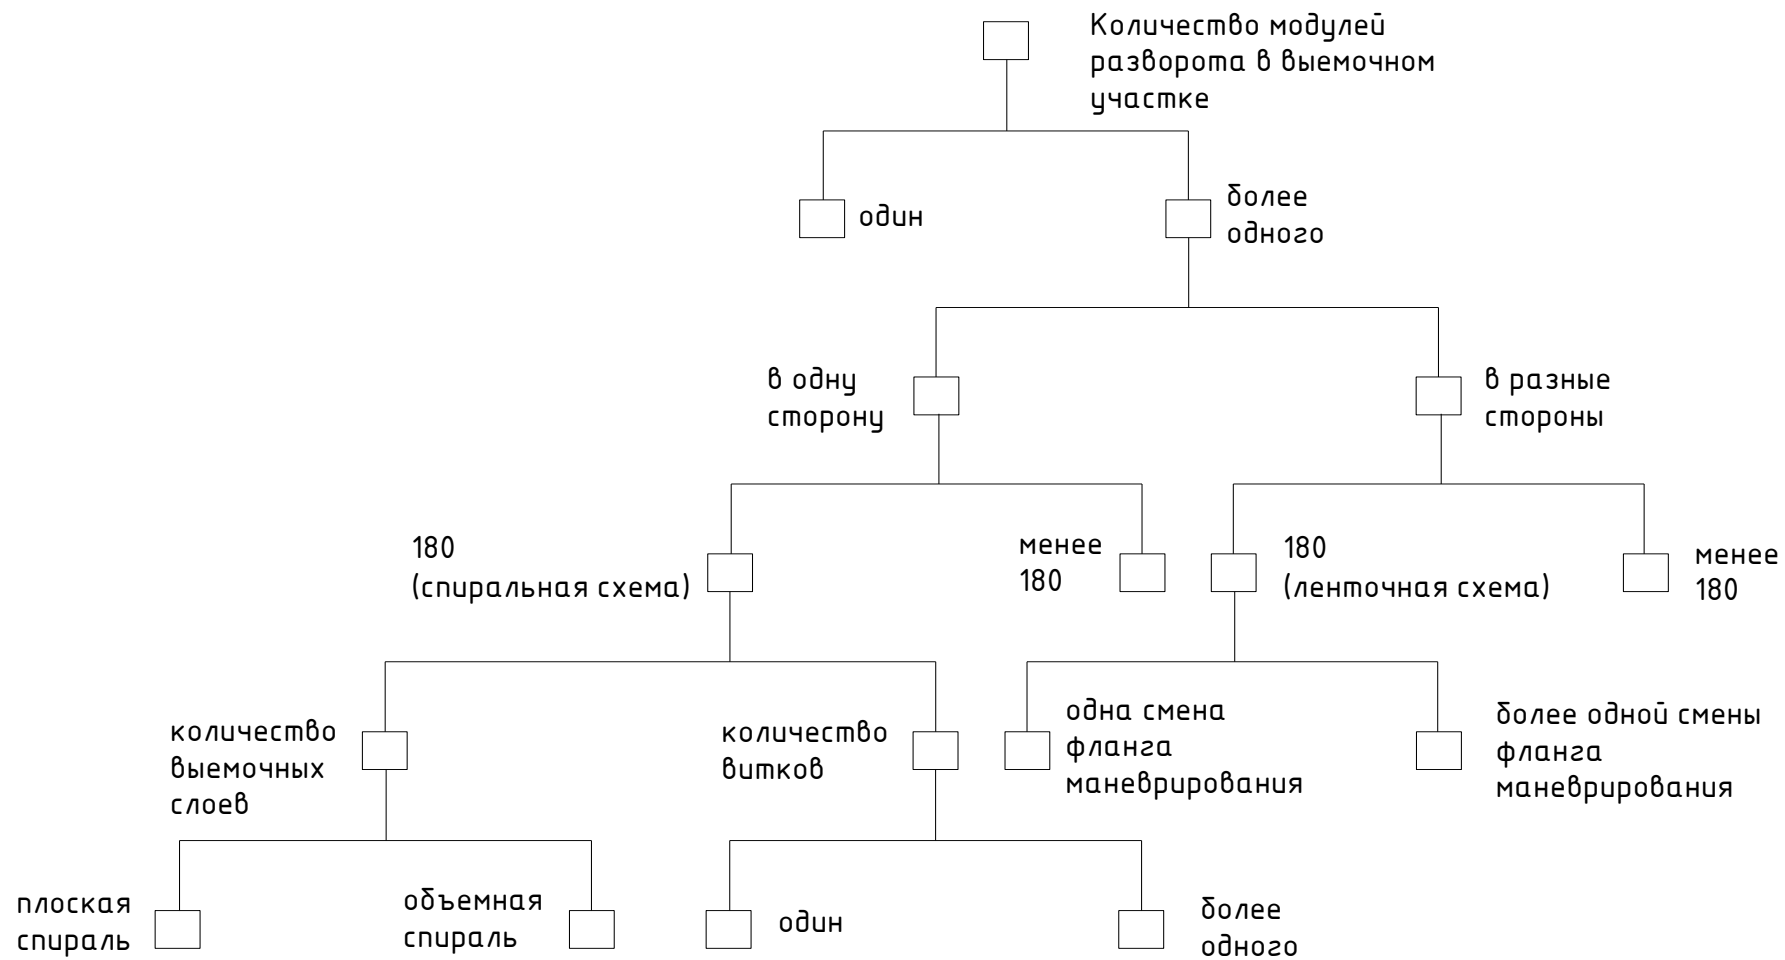 Количество модулей
разворота в выемочном
участке
один
более
одного
в одну
сторону
в разные
стороны
180
(спиральная схема)
менее
180
180
(ленточная схема)
менее
180
количество
выемочных
слоев
количество
витков
одна смена
фланга
маневрирования
более одной смены
фланга
маневрирования
плоская
спираль
объемная
спираль
один
более
одного